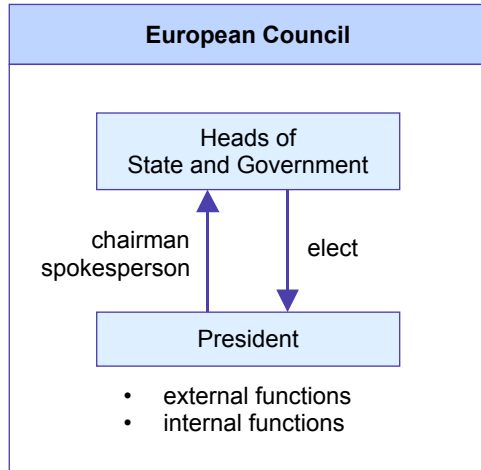 European Council
Heads of
State and Government
chairman
spokesperson
elect
President
• external functions
• internal functions